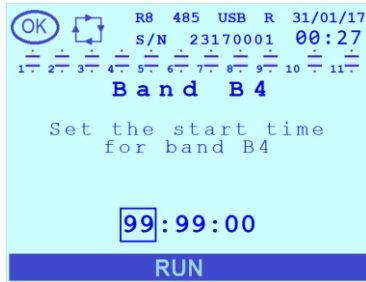 OK R8 485 USB R 31/01/17
S/N 23170001 00:27
1 2 3 4 5 6 7 8 9 10 11
Band B4
Set the start time
for band B4
99:99:00
RUN